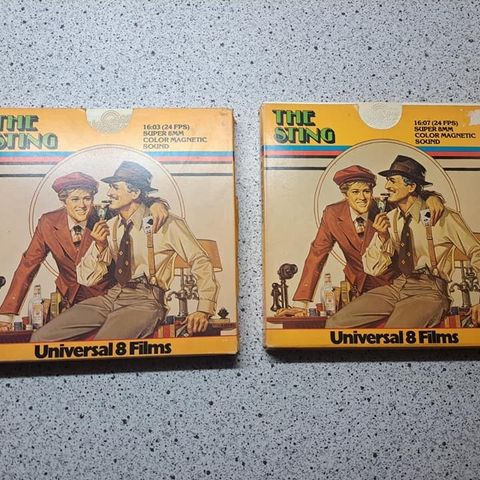 THE
STING
16:03 (24 FPS)
SUPER 8MM
COLOR MAGNETIC
SOUND
Universal 8 Films
THE
STING
16:07 (24 FPS)
SUPER 8MM
COLOR MAGNETIC
SOUND
Universal 8 Films